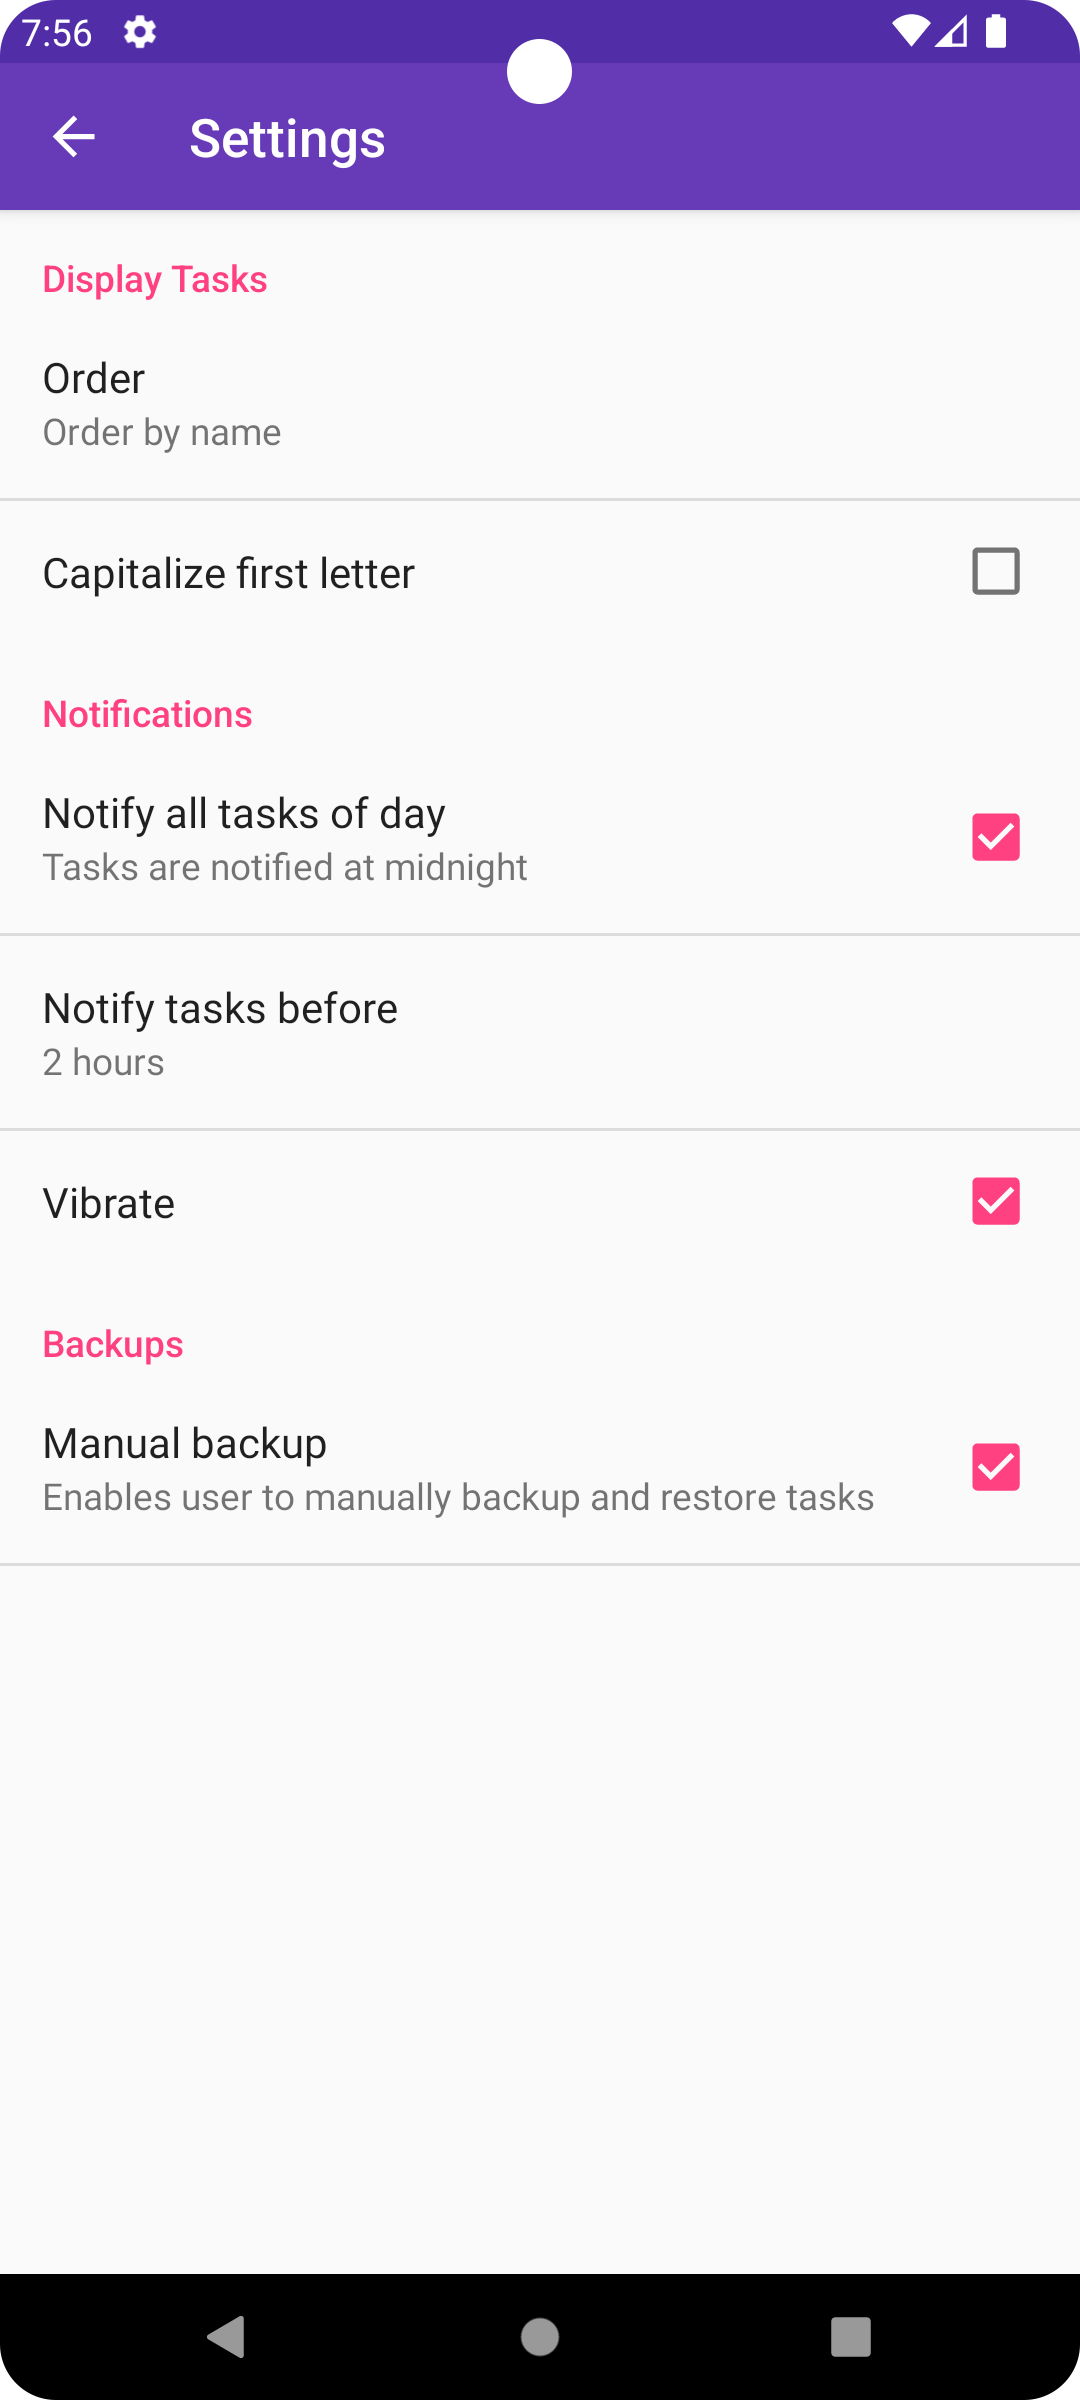 7:56
Settings
Display Tasks
Order
Order by name
Capitalize first letter
Notifications
Notify all tasks of day
Tasks are notified at midnight
Notify tasks before
2 hours
Vibrate
Backups
Manual backup
Enables user to manually backup and restore tasks